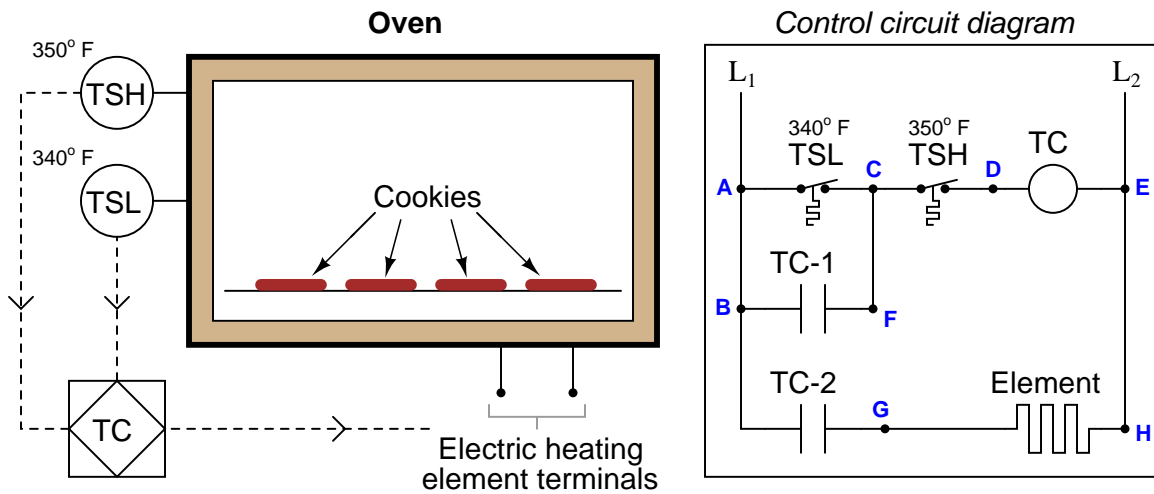 Oven
350° F
TSH
340° F
TSL
Cookies
TC
Electric heating
element terminals
Control circuit diagram
L1
L2
340° F
TSL
350° F
TSH
TC
A
C
D
E
TC-1
B
F
TC-2
Element
G
H